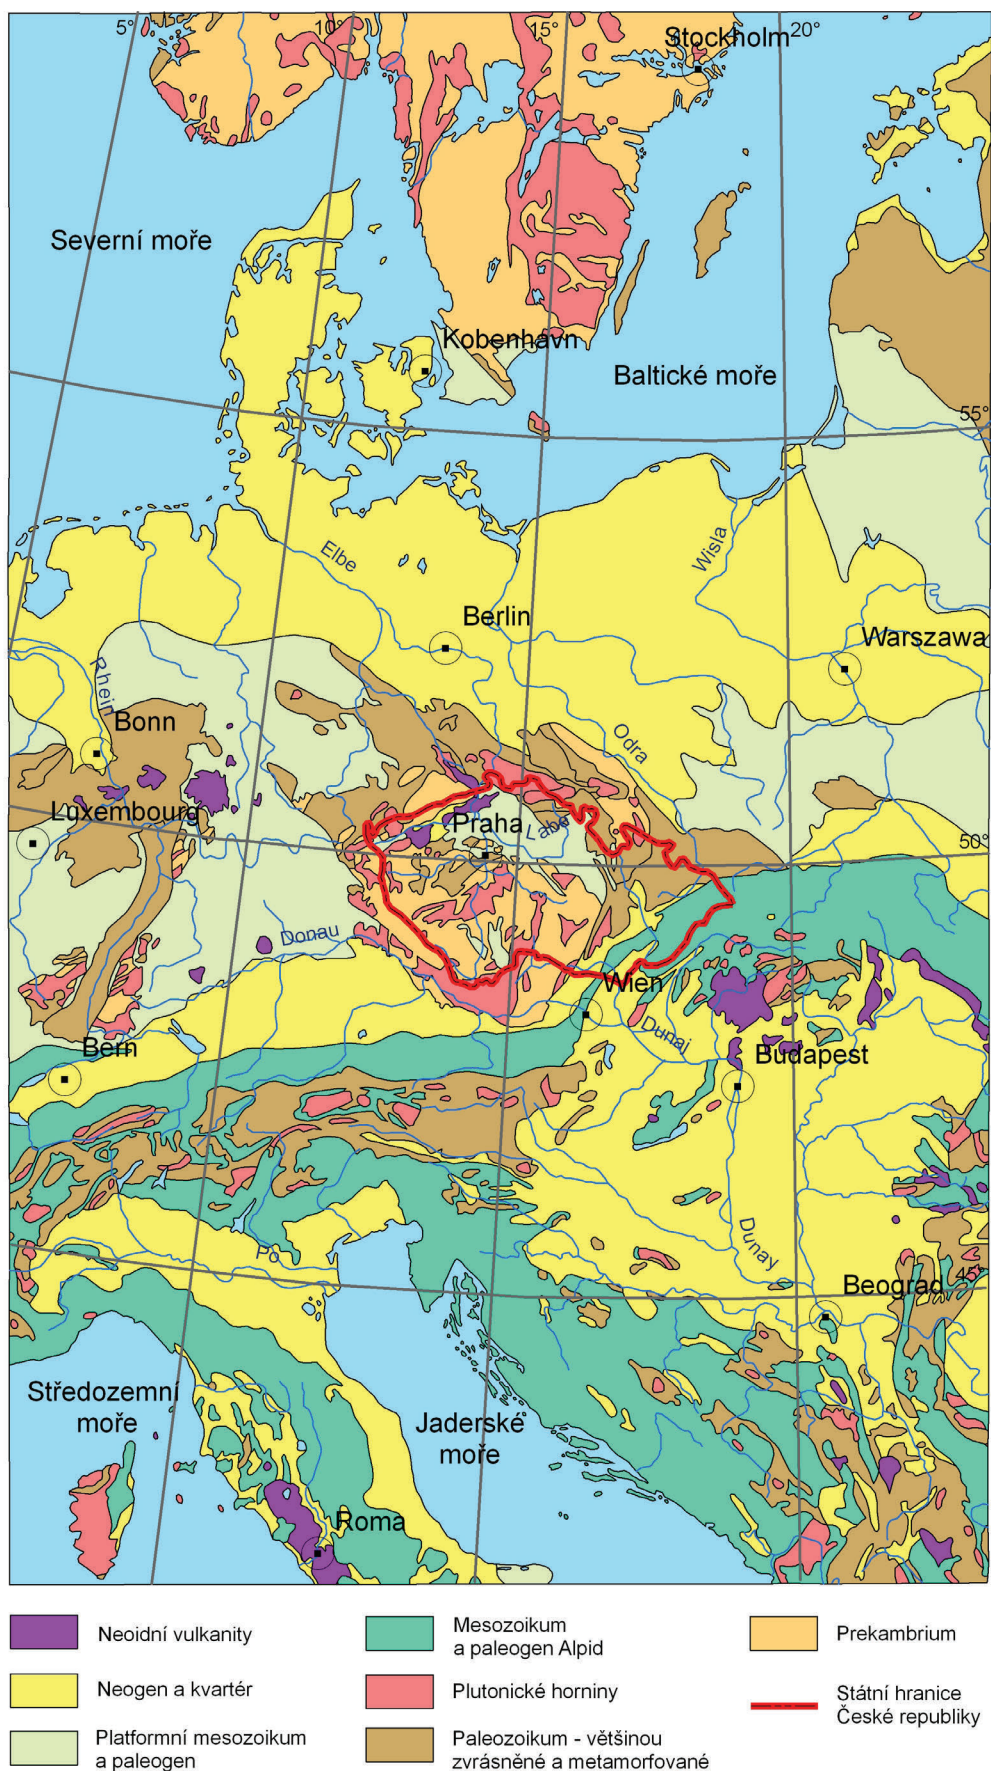 5°
10°
15°
20°
Stockholm
Severní moře
Kobenhavn
Baltické moře
55°
Elbe
Wisla
Berlin
Warszawa
Rhein
Bonn
Odra
Luxembourg
Praha
Labe
50°
Donau
Wien
Dunaj
Bern
Budapest
Po
Dunay
45°
Beograd
Středozemní
moře
Jaderské
moře
Roma
Neoidní vulkanity
Neogen a kvartér
Platformní mesozoikum
a paleogen
Mesozoikum
a paleogen Alpid
Plutonické horniny
Paleozoikum - většinou
zvrásněné a metamorfované
Prekambrium
Státní hranice
České republiky